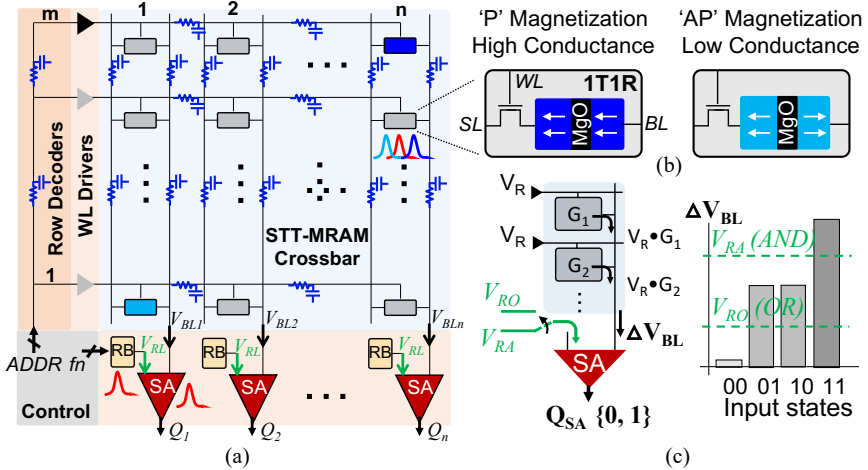 m
1
2
n
Row Decoders
WL Drivers
STT-MRAM
Crossbar
1
V_BL1
V_BL2
V_BLn
ADDR fn
RB
V_RL
RB
V_RL
RB
V_RL
Control
SA
SA
SA
Q_1
Q_2
Q_n
(a)
'P' Magnetization
High Conductance
'AP' Magnetization
Low Conductance
WL
1T1R
SL
MgO
BL
MgO
(b)
V_R
G_1
V_R•G_1
V_R
G_2
V_R•G_2
V_RO
V_RA
ΔV_BL
SA
Q_SA {0, 1}
ΔV_BL
V_RA (AND)
V_RO (OR)
00 01 10 11
Input states
(c)